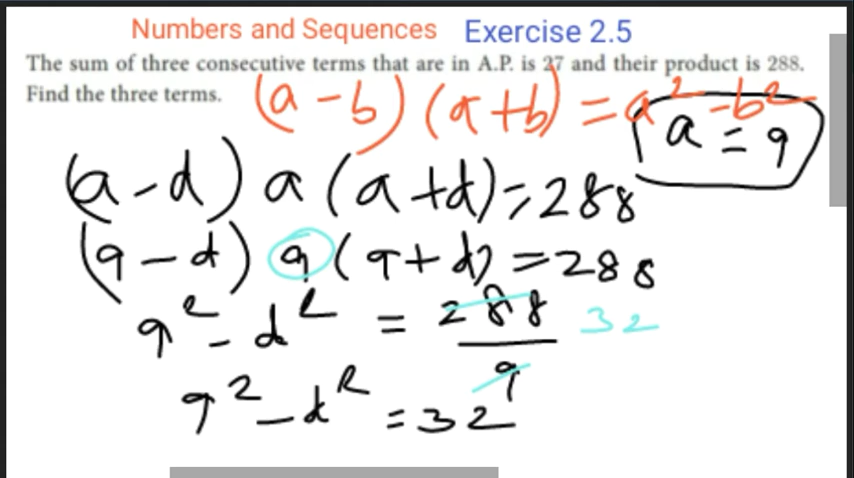 Numbers and Sequences Exercise 2.5
The sum of three consecutive terms that are in A.P. is 27 and their product is 288.
Find the three terms.
(a-b) (a+b) = a² -b²
a = 9
(a-d) a (a+d) = 288
(9-d) 9 (9+d) = 288
9² - d² = 288/9 32
9² - d² = 32